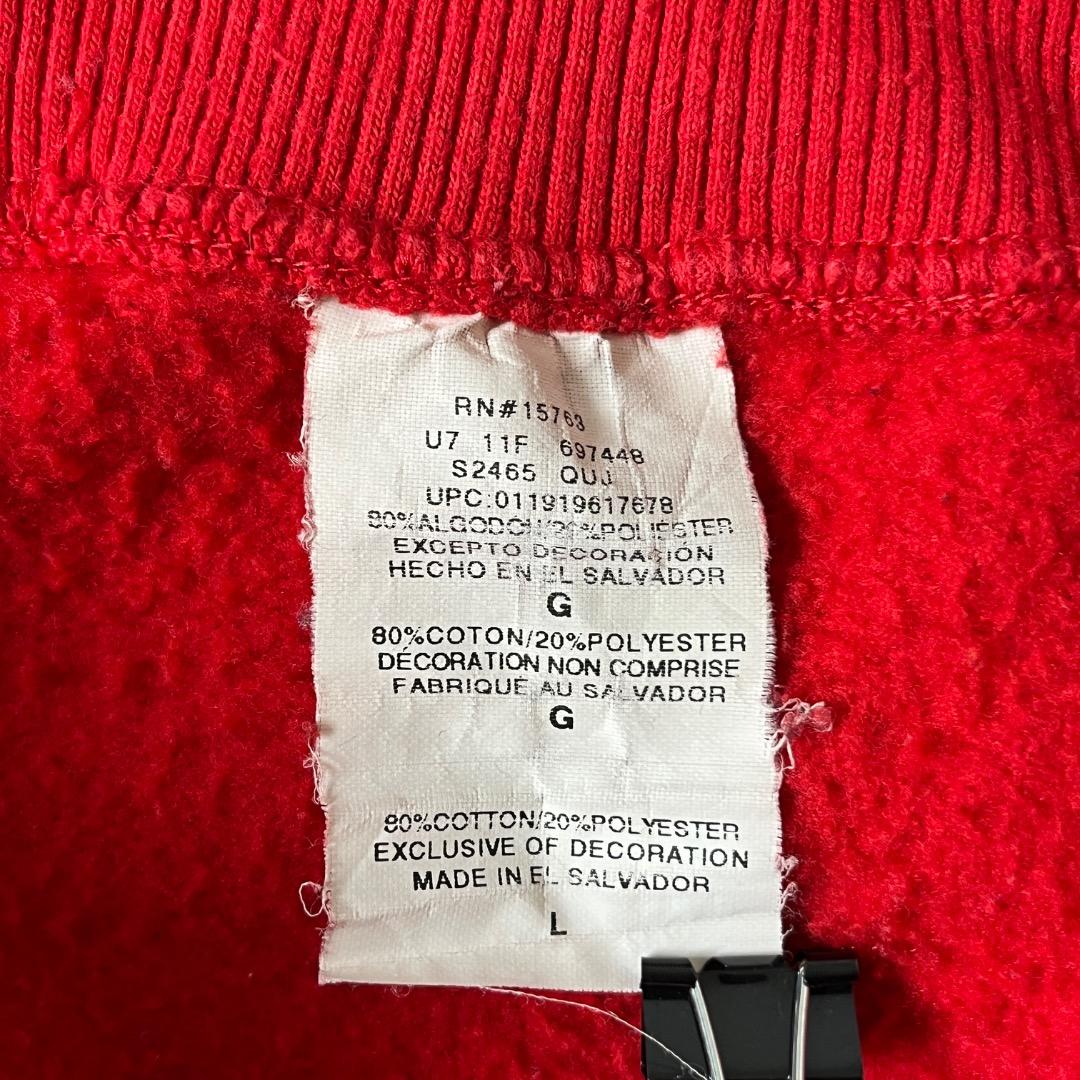 RN#15763
U7 11F 697448
S2465 QUJ
UPC:011919617678
80%ALGODON/20%POLIÉSTER
EXCEPTO DECORACIÓN
HECHO EN EL SALVADOR
G
80%COTON/20%POLYESTER
DÉCORATION NON COMPRISE
FABRIQUÉ AU SALVADOR
G
80%COTTON/20%POLYESTER
EXCLUSIVE OF DECORATION
MADE IN EL SALVADOR
L